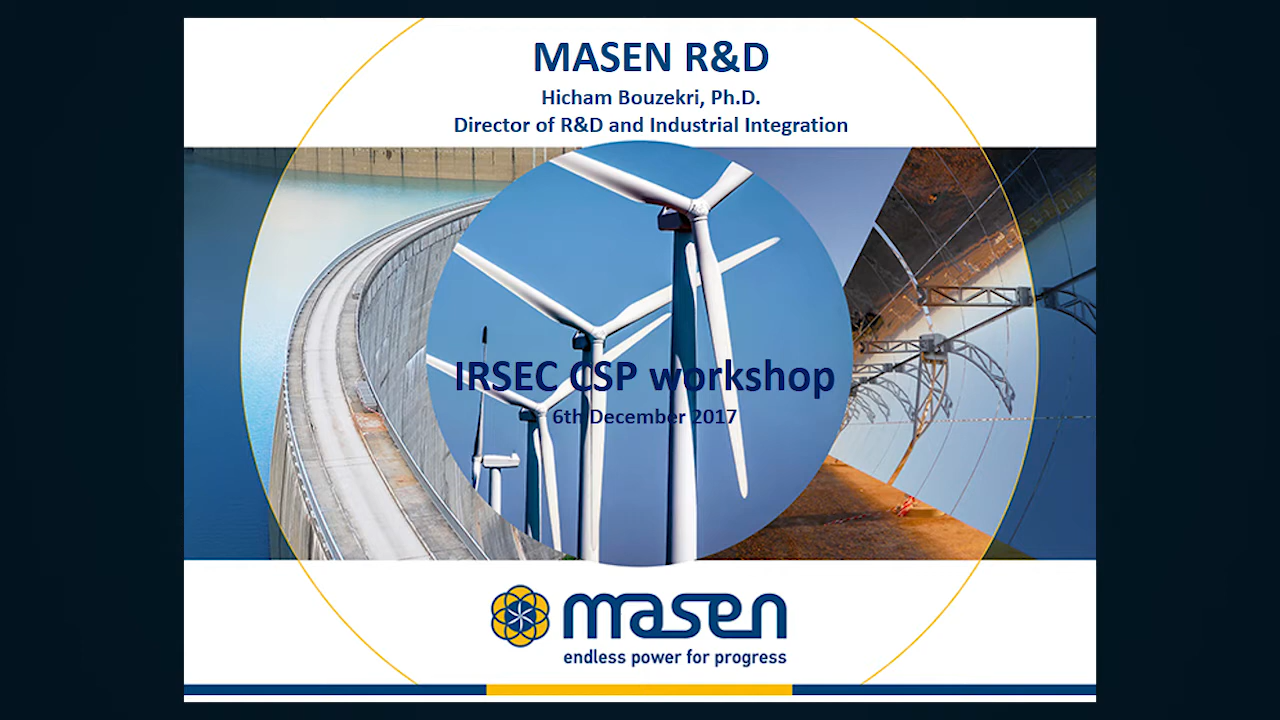 MASEN R&D
Hicham Bouzekri, Ph.D.
Director of R&D and Industrial Integration
IRSEC CSP workshop
6th December 2017
masen
endless power for progress